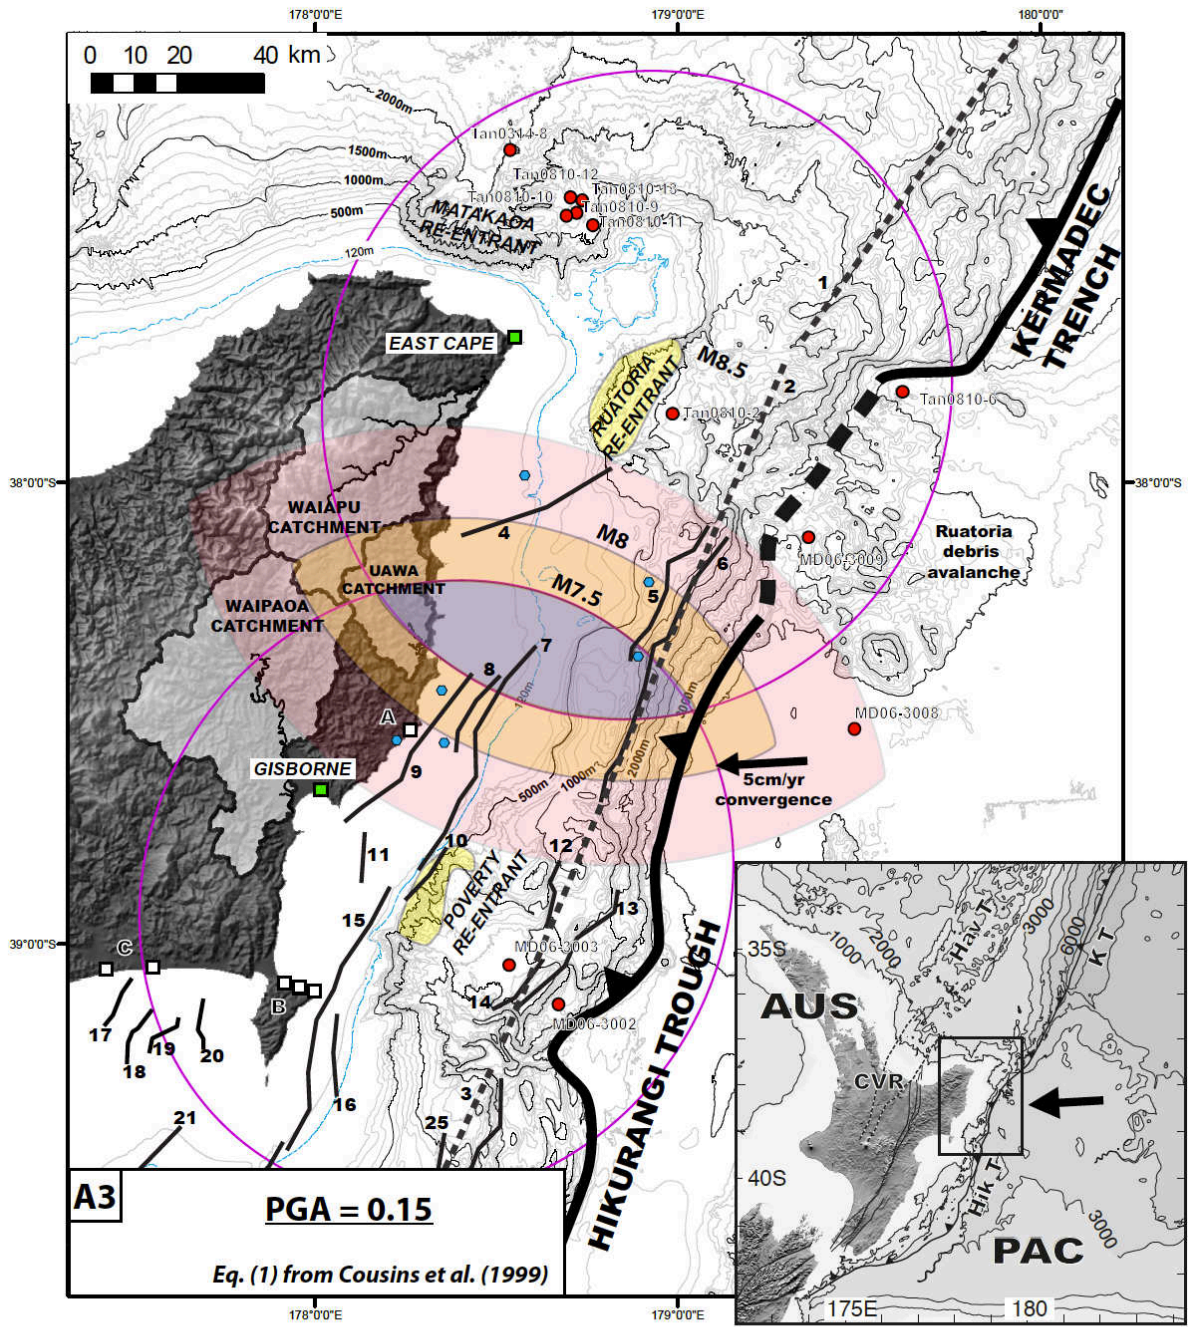 178°0'0"E
179°0'0"E
180°0'0"
0 10 20 40 km
2000m
1500m
1000m
500m
120m
Tan0314-8
Tan0810-12
Tan0810-13
Tan0810-10
Tan0810-9
Tan0810-11
MATAKAOA
RE-ENTRANT
KERMADEC
TRENCH
1
EAST CAPE
M8.5
2
RUATORIA
RE-ENTRANT
Tan0810-2
Tan0810-6
38°0'0"S
38°0'0"S
WAIAPU
CATCHMENT
4
M8
Ruatoria
debris
avalanche
MD06-3009
6
UAWA
CATCHMENT
M7.5
5
WAIPAOA
CATCHMENT
7
8
120m
3000m
A
MD06-3008
2000m
GISBORNE
9
1000m
500m
5cm/yr
convergence
10
12
11
POVERTY
RE-ENTRANT
15
13
39°0'0"S
C
MD06-3003
HIKURANGI TROUGH
B
14
MD06-3002
17
19
20
18
3
16
21
25
A3
PGA = 0.15
Eq. (1) from Cousins et al. (1999)
178°0'0"E
179°0'0"E
35S
1000
2000
Hav T
3000
6000
K T
AUS
CVR
40S
Hik T
3000
PAC
175E
180